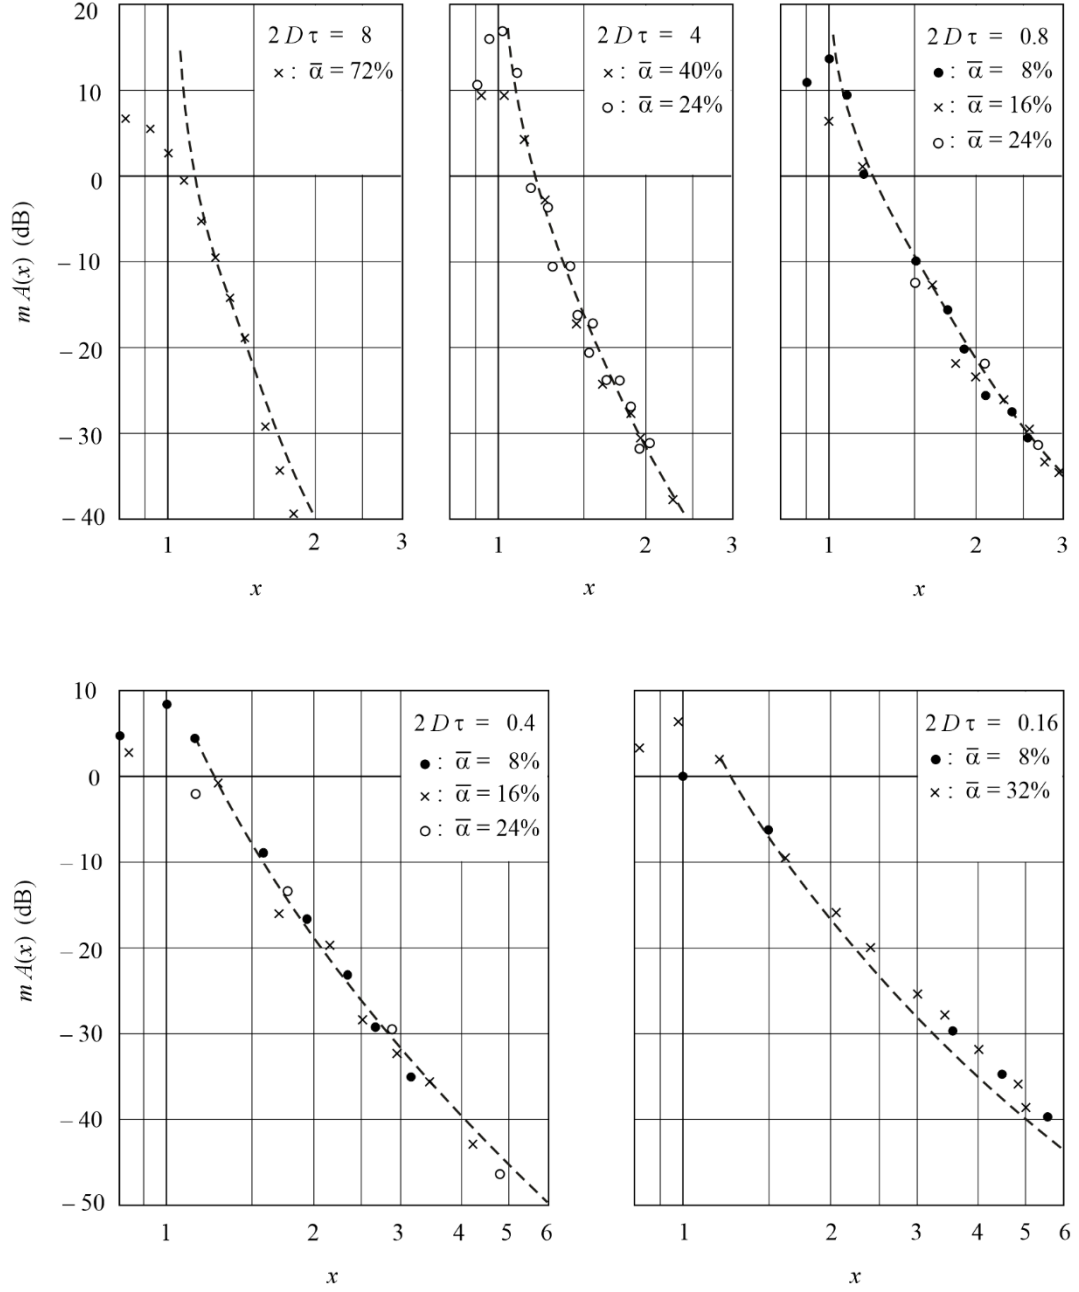 20
10
0
– 10
– 20
– 30
– 40
m A(x) (dB)
2 D τ = 8
×: α̅ = 72%
1 2 3
x
2 D τ = 4
×: α̅ = 40%
○: α̅ = 24%
1 2 3
x
2 D τ = 0.8
●: α̅ = 8%
×: α̅ = 16%
○: α̅ = 24%
1 2 3
x
10
0
– 10
– 20
– 30
– 40
– 50
m A(x) (dB)
2 D τ = 0.4
●: α̅ = 8%
×: α̅ = 16%
○: α̅ = 24%
1 2 3 4 5 6
x
2 D τ = 0.16
●: α̅ = 8%
×: α̅ = 32%
1 2 3 4 5 6
x